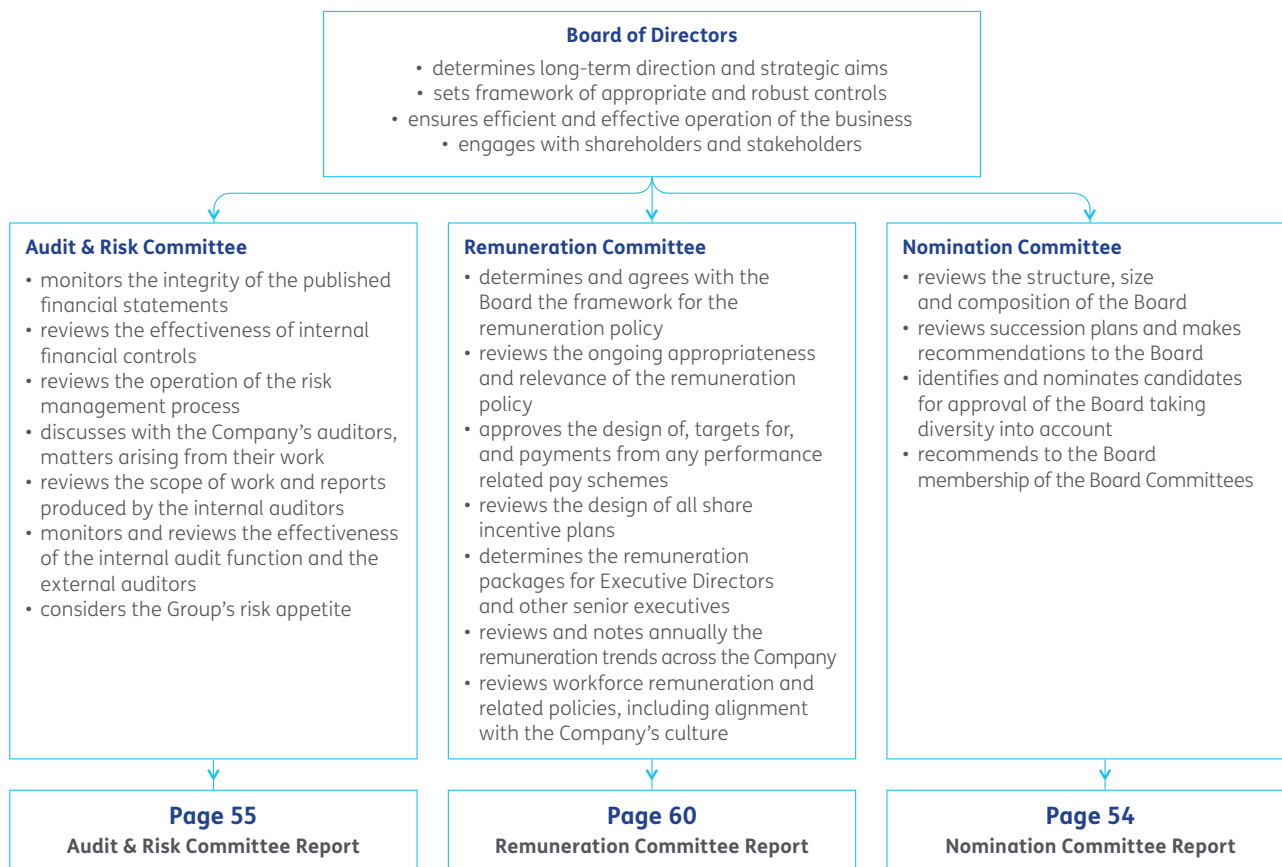 Board of Directors
• determines long-term direction and strategic aims
• sets framework of appropriate and robust controls
• ensures efficient and effective operation of the business
• engages with shareholders and stakeholders
Audit & Risk Committee
• monitors the integrity of the published
financial statements
• reviews the effectiveness of internal
financial controls
• reviews the operation of the risk
management process
• discusses with the Company’s auditors,
matters arising from their work
• reviews the scope of work and reports
produced by the internal auditors
• monitors and reviews the effectiveness
of the internal audit function and the
external auditors
• considers the Group’s risk appetite
Remuneration Committee
• determines and agrees with the
Board the framework for the
remuneration policy
• reviews the ongoing appropriateness
and relevance of the remuneration
policy
• approves the design of, targets for,
and payments from any performance
related pay schemes
• reviews the design of all share
incentive plans
• determines the remuneration
packages for Executive Directors
and other senior executives
• reviews and notes annually the
remuneration trends across the Company
• reviews workforce remuneration and
related policies, including alignment
with the Company’s culture
Nomination Committee
• reviews the structure, size
and composition of the Board
• reviews succession plans and makes
recommendations to the Board
• identifies and nominates candidates
for approval of the Board taking
diversity into account
• recommends to the Board
membership of the Board Committees
Page 55
Audit & Risk Committee Report
Page 60
Remuneration Committee Report
Page 54
Nomination Committee Report